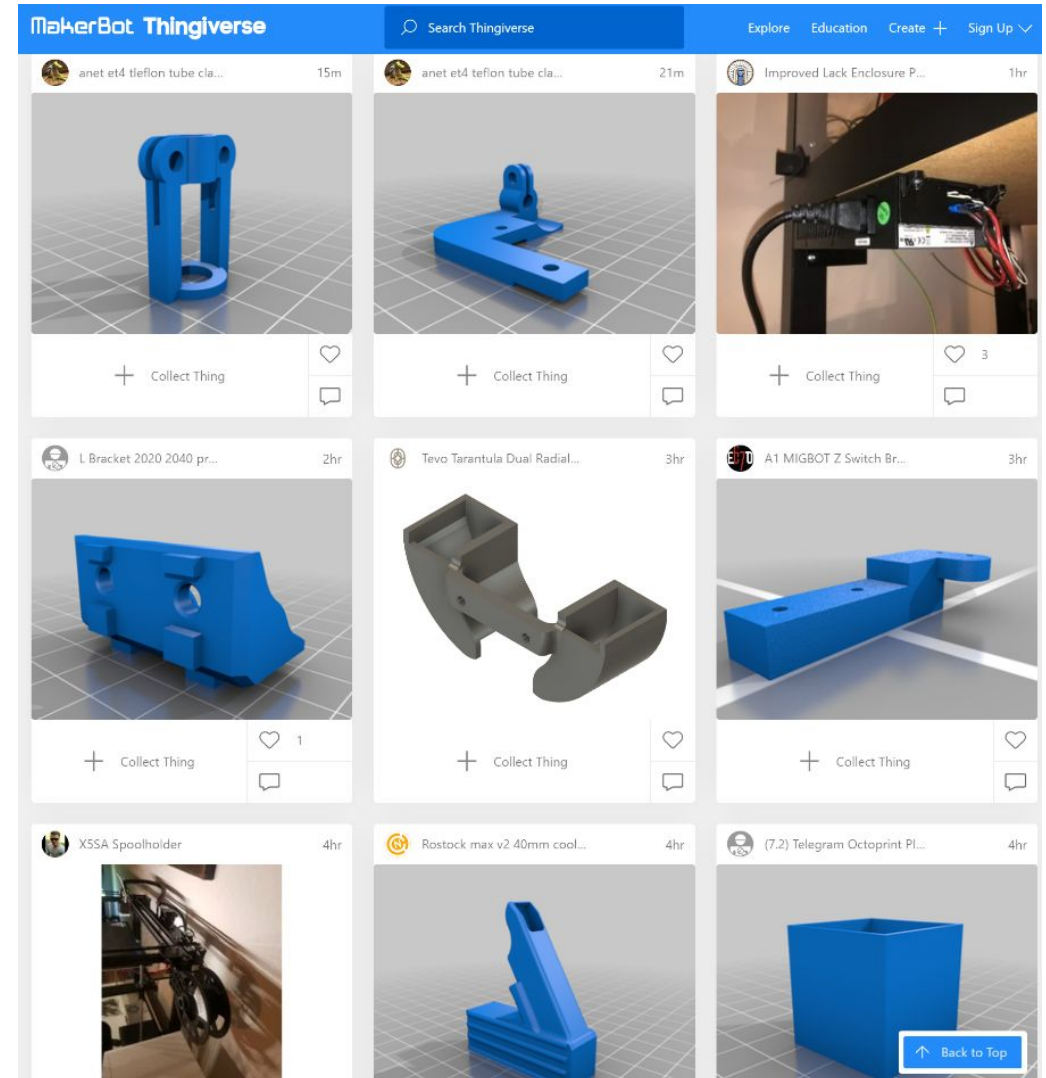 MakerBot Thingiverse
Search Thingiverse
Explore Education Create Sign Up
anet et4 tleflon tube cla... 15m
anet et4 teflon tube cla... 21m
Improved Lack Enclosure P... 1hr
Collect Thing
Collect Thing
Collect Thing 3
L Bracket 2020 2040 pr... 2hr
Tevo Tarantula Dual Radial... 3hr
A1 MIGBOT Z Switch Br... 3hr
Collect Thing 1
Collect Thing
Collect Thing
X5SA Spoolholder 4hr
Rostock max v2 40mm cool... 4hr
(7.2) Telegram Octoprint Pl... 4hr
Back to Top